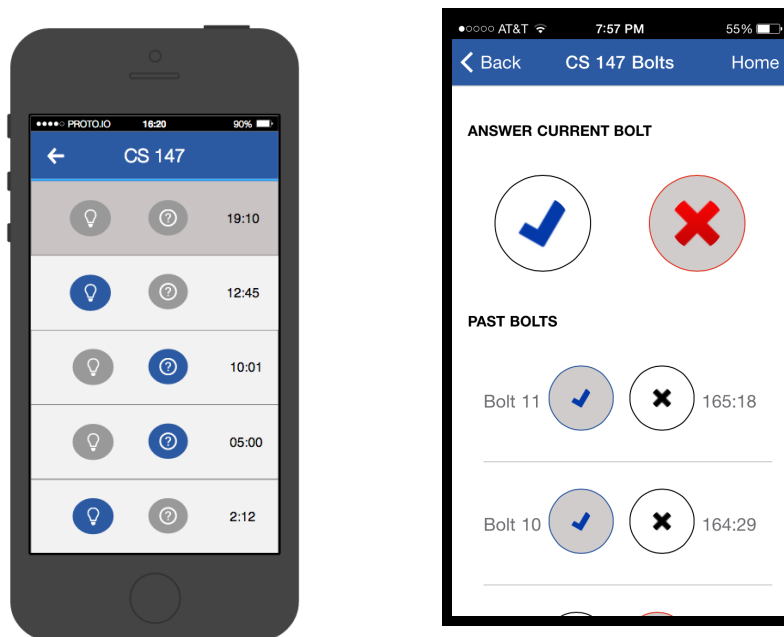 PROTO.IO 16:20 90%
CS 147
19:10
12:45
10:01
05:00
2:12
AT&T 7:57 PM 55%
Back CS 147 Bolts Home
ANSWER CURRENT BOLT
PAST BOLTS
Bolt 11 165:18
Bolt 10 164:29